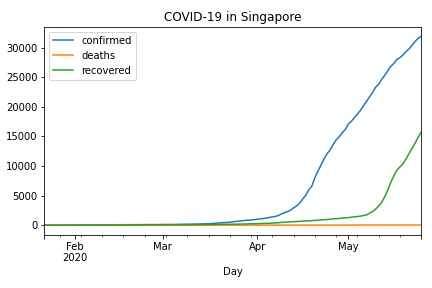 COVID-19 in Singapore
confirmed
deaths
recovered
30000
25000
20000
15000
10000
5000
0
Feb
2020
Mar
Apr
May
Day